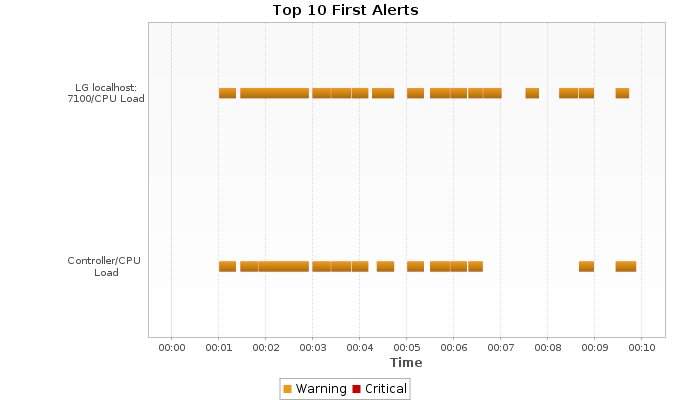 Top 10 First Alerts
LG localhost:
7100/CPU Load
Controller/CPU
Load
00:00 00:01 00:02 00:03 00:04 00:05 00:06 00:07 00:08 00:09 00:10
Time
Warning Critical